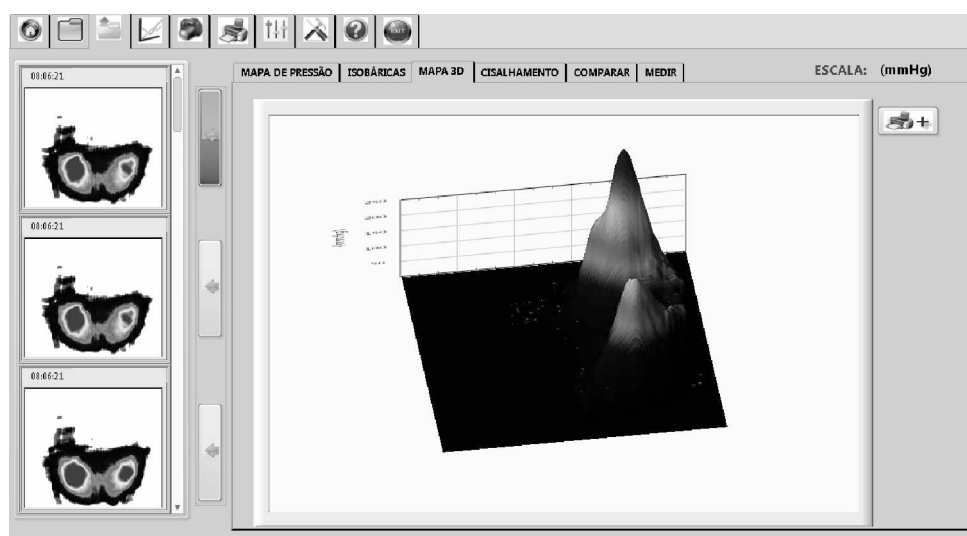 EXIT
08:06:21
08:06:21
08:06:21
MAPA DE PRESSÃO ISOBÁRICAS MAPA 3D CISALHAMENTO COMPARAR MEDIR
ESCALA: (mmHg)